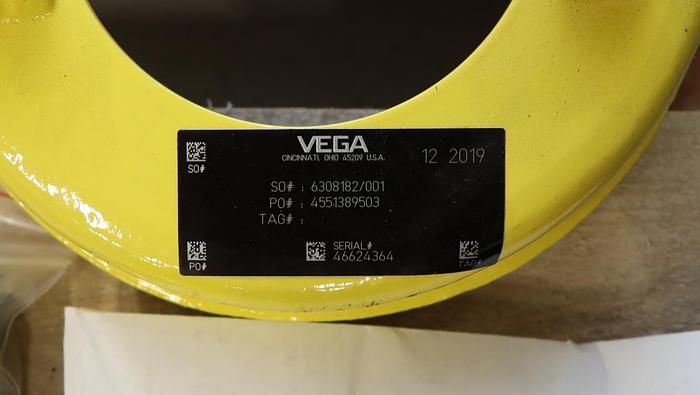 VEGA
CINCINNATI, OHIO 45209 U.S.A.
12 2019
SO#
SO# : 6308182/001
PO# : 4551389503
TAG# :
PO#
SERIAL#
46624364
TAG#